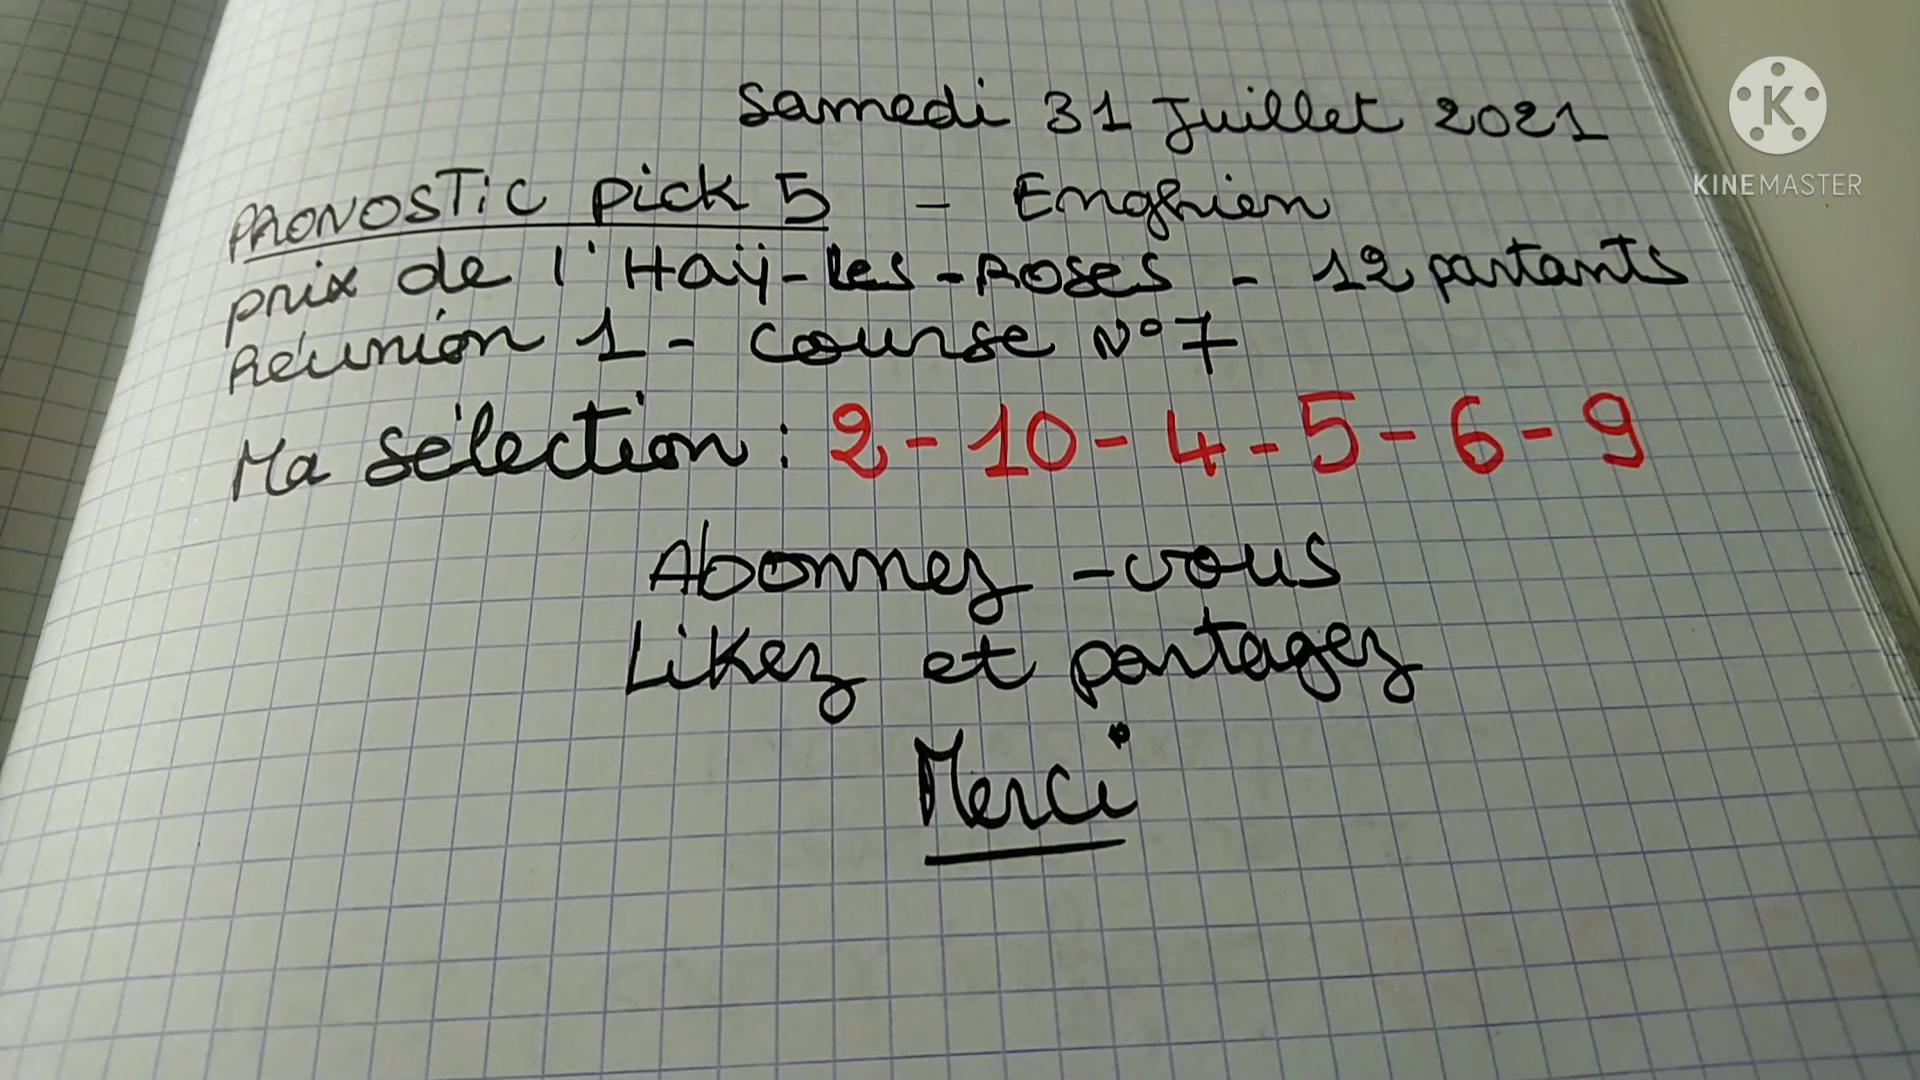 Samedi 31 Juillet 2021
PRONOSTIC PICK 5 - Enghien
prix de l'Haÿ-Les-Roses - 12 partants
Réunion 1 - course N°7
Ma sélection : 2 - 10 - 4 - 5 - 6 - 9
Abonnez-vous
Likez et partagez
Merci
K
KINEMASTER